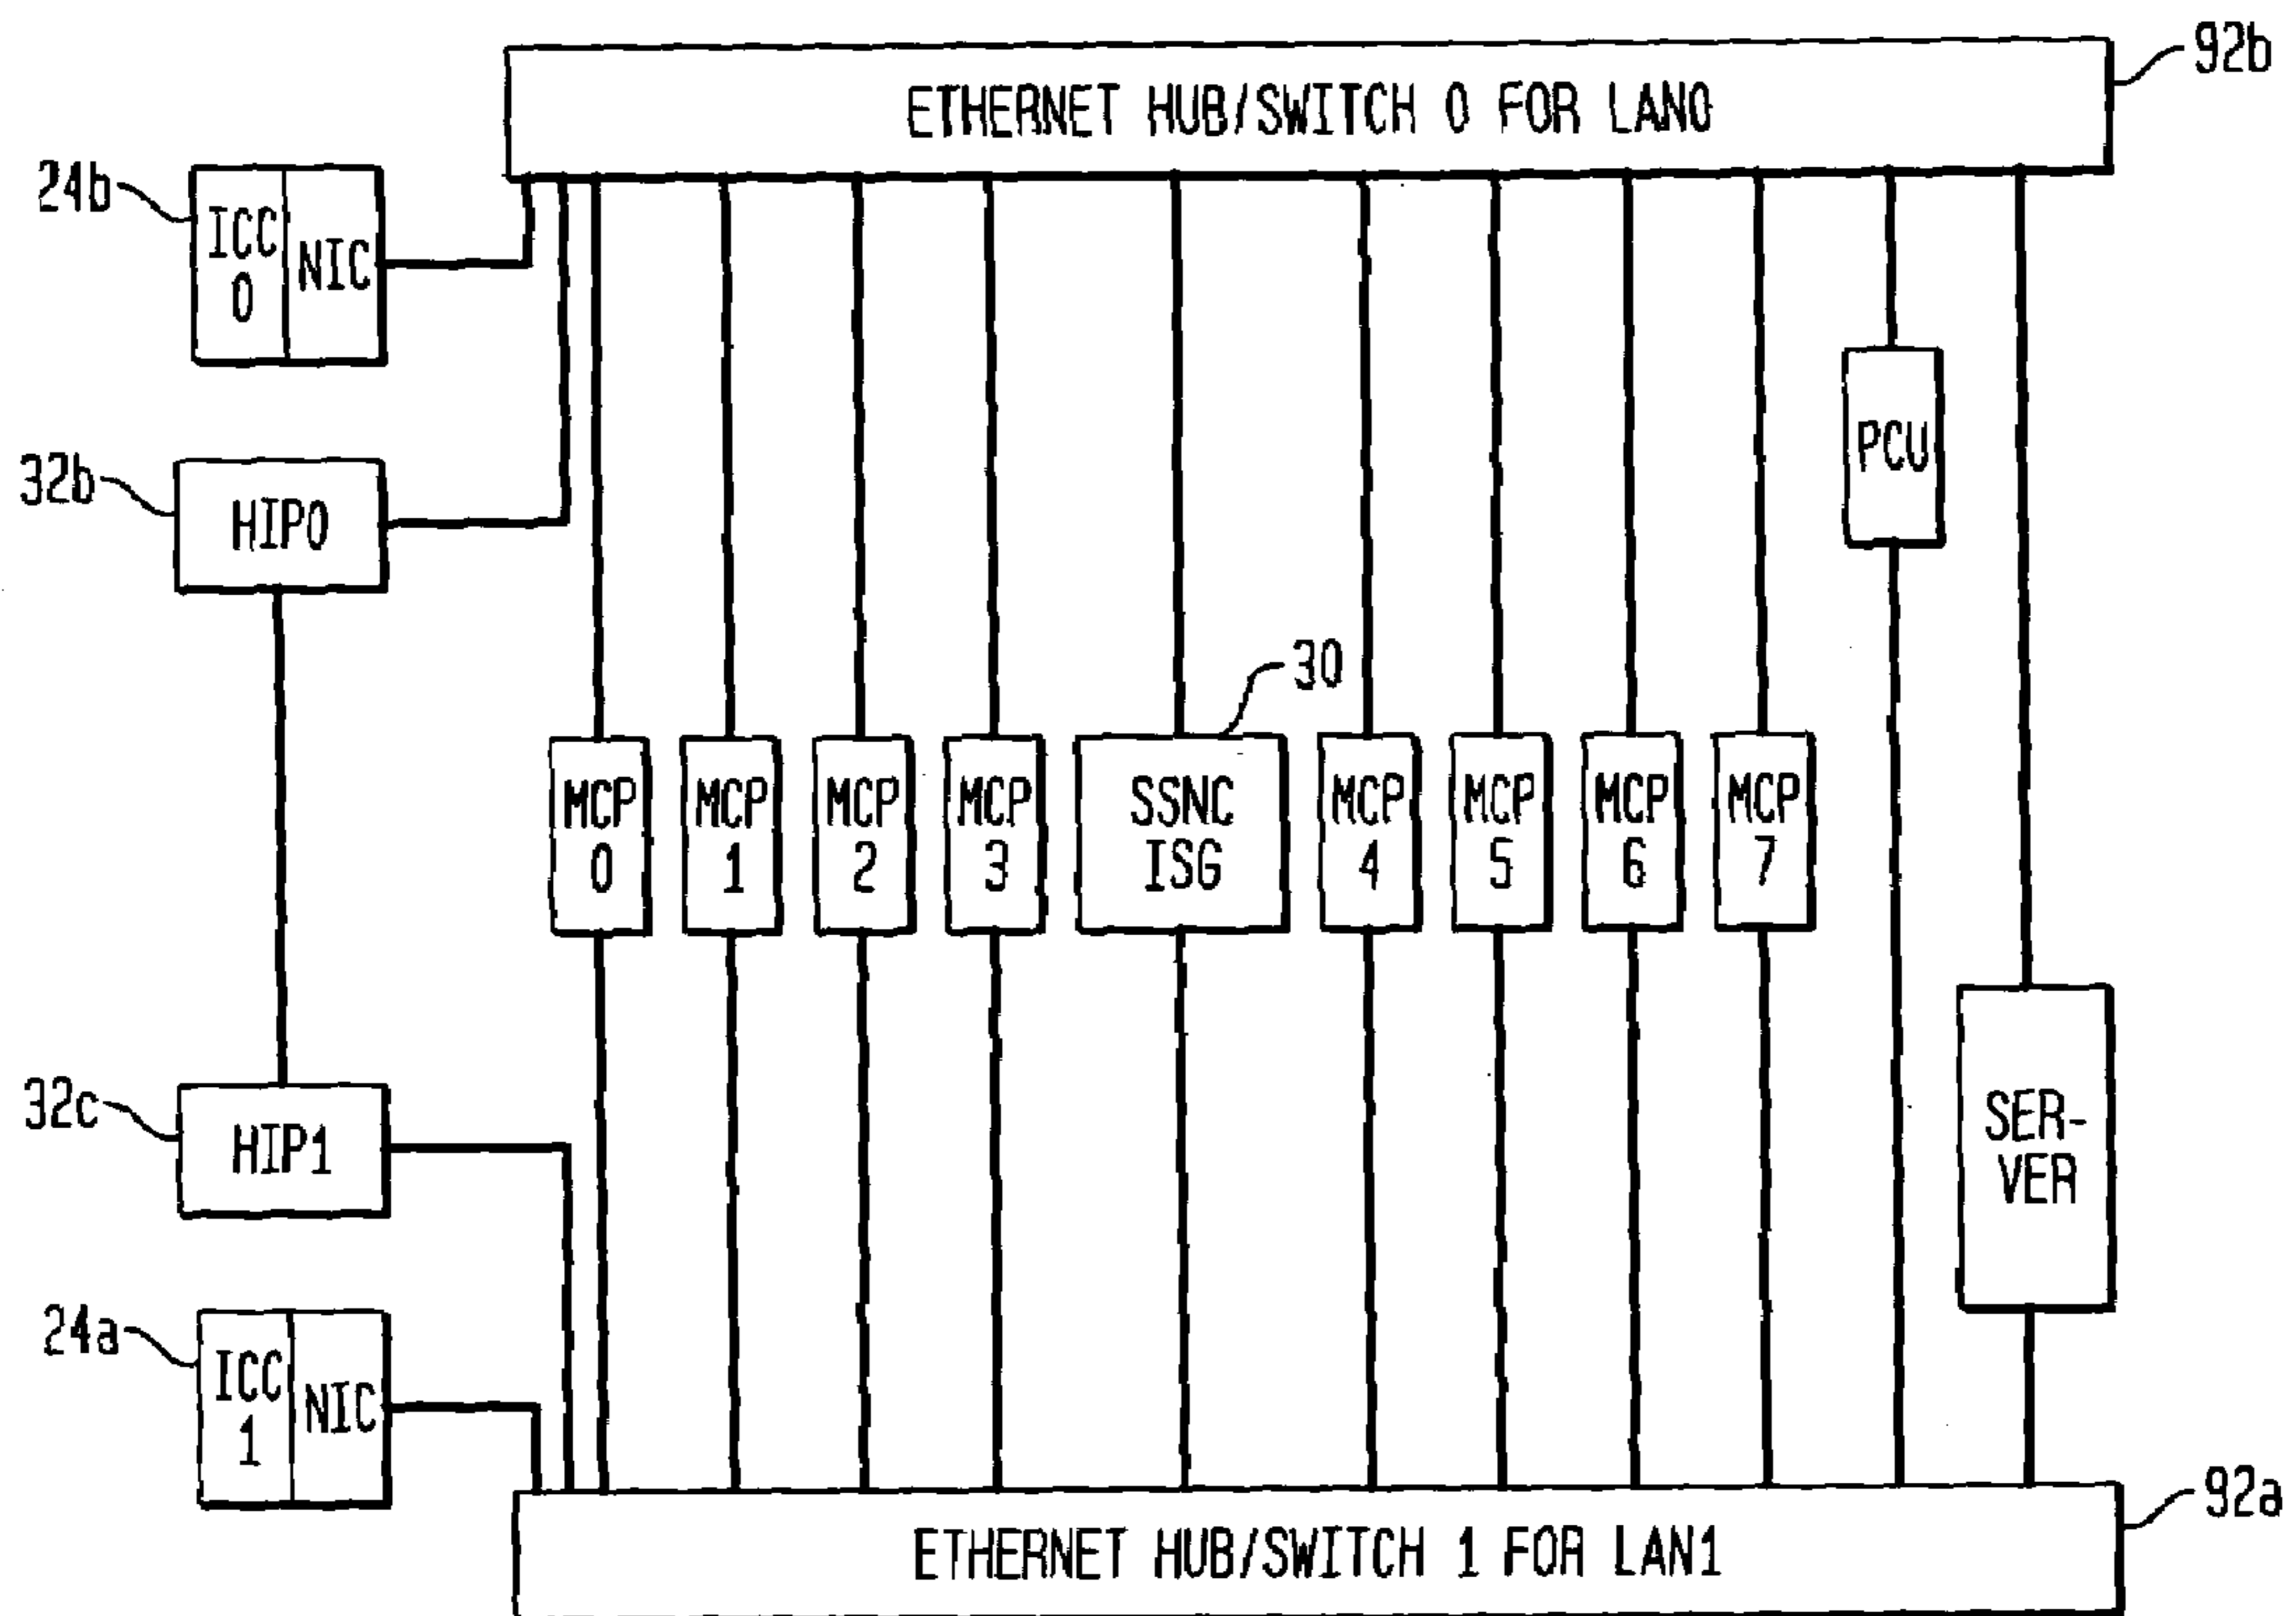 92b
ETHERNET HUB/SWITCH 0 FOR LAN0
24b
ICC
0
NIC
32b
HIP0
PCU
30
MCP
0
MCP
1
MCP
2
MCP
3
SSNC
ISG
MCP
4
MCP
5
MCP
6
MCP
7
32c
HIP1
SER-
VER
24a
ICC
1
NIC
92a
ETHERNET HUB/SWITCH 1 FOR LAN1